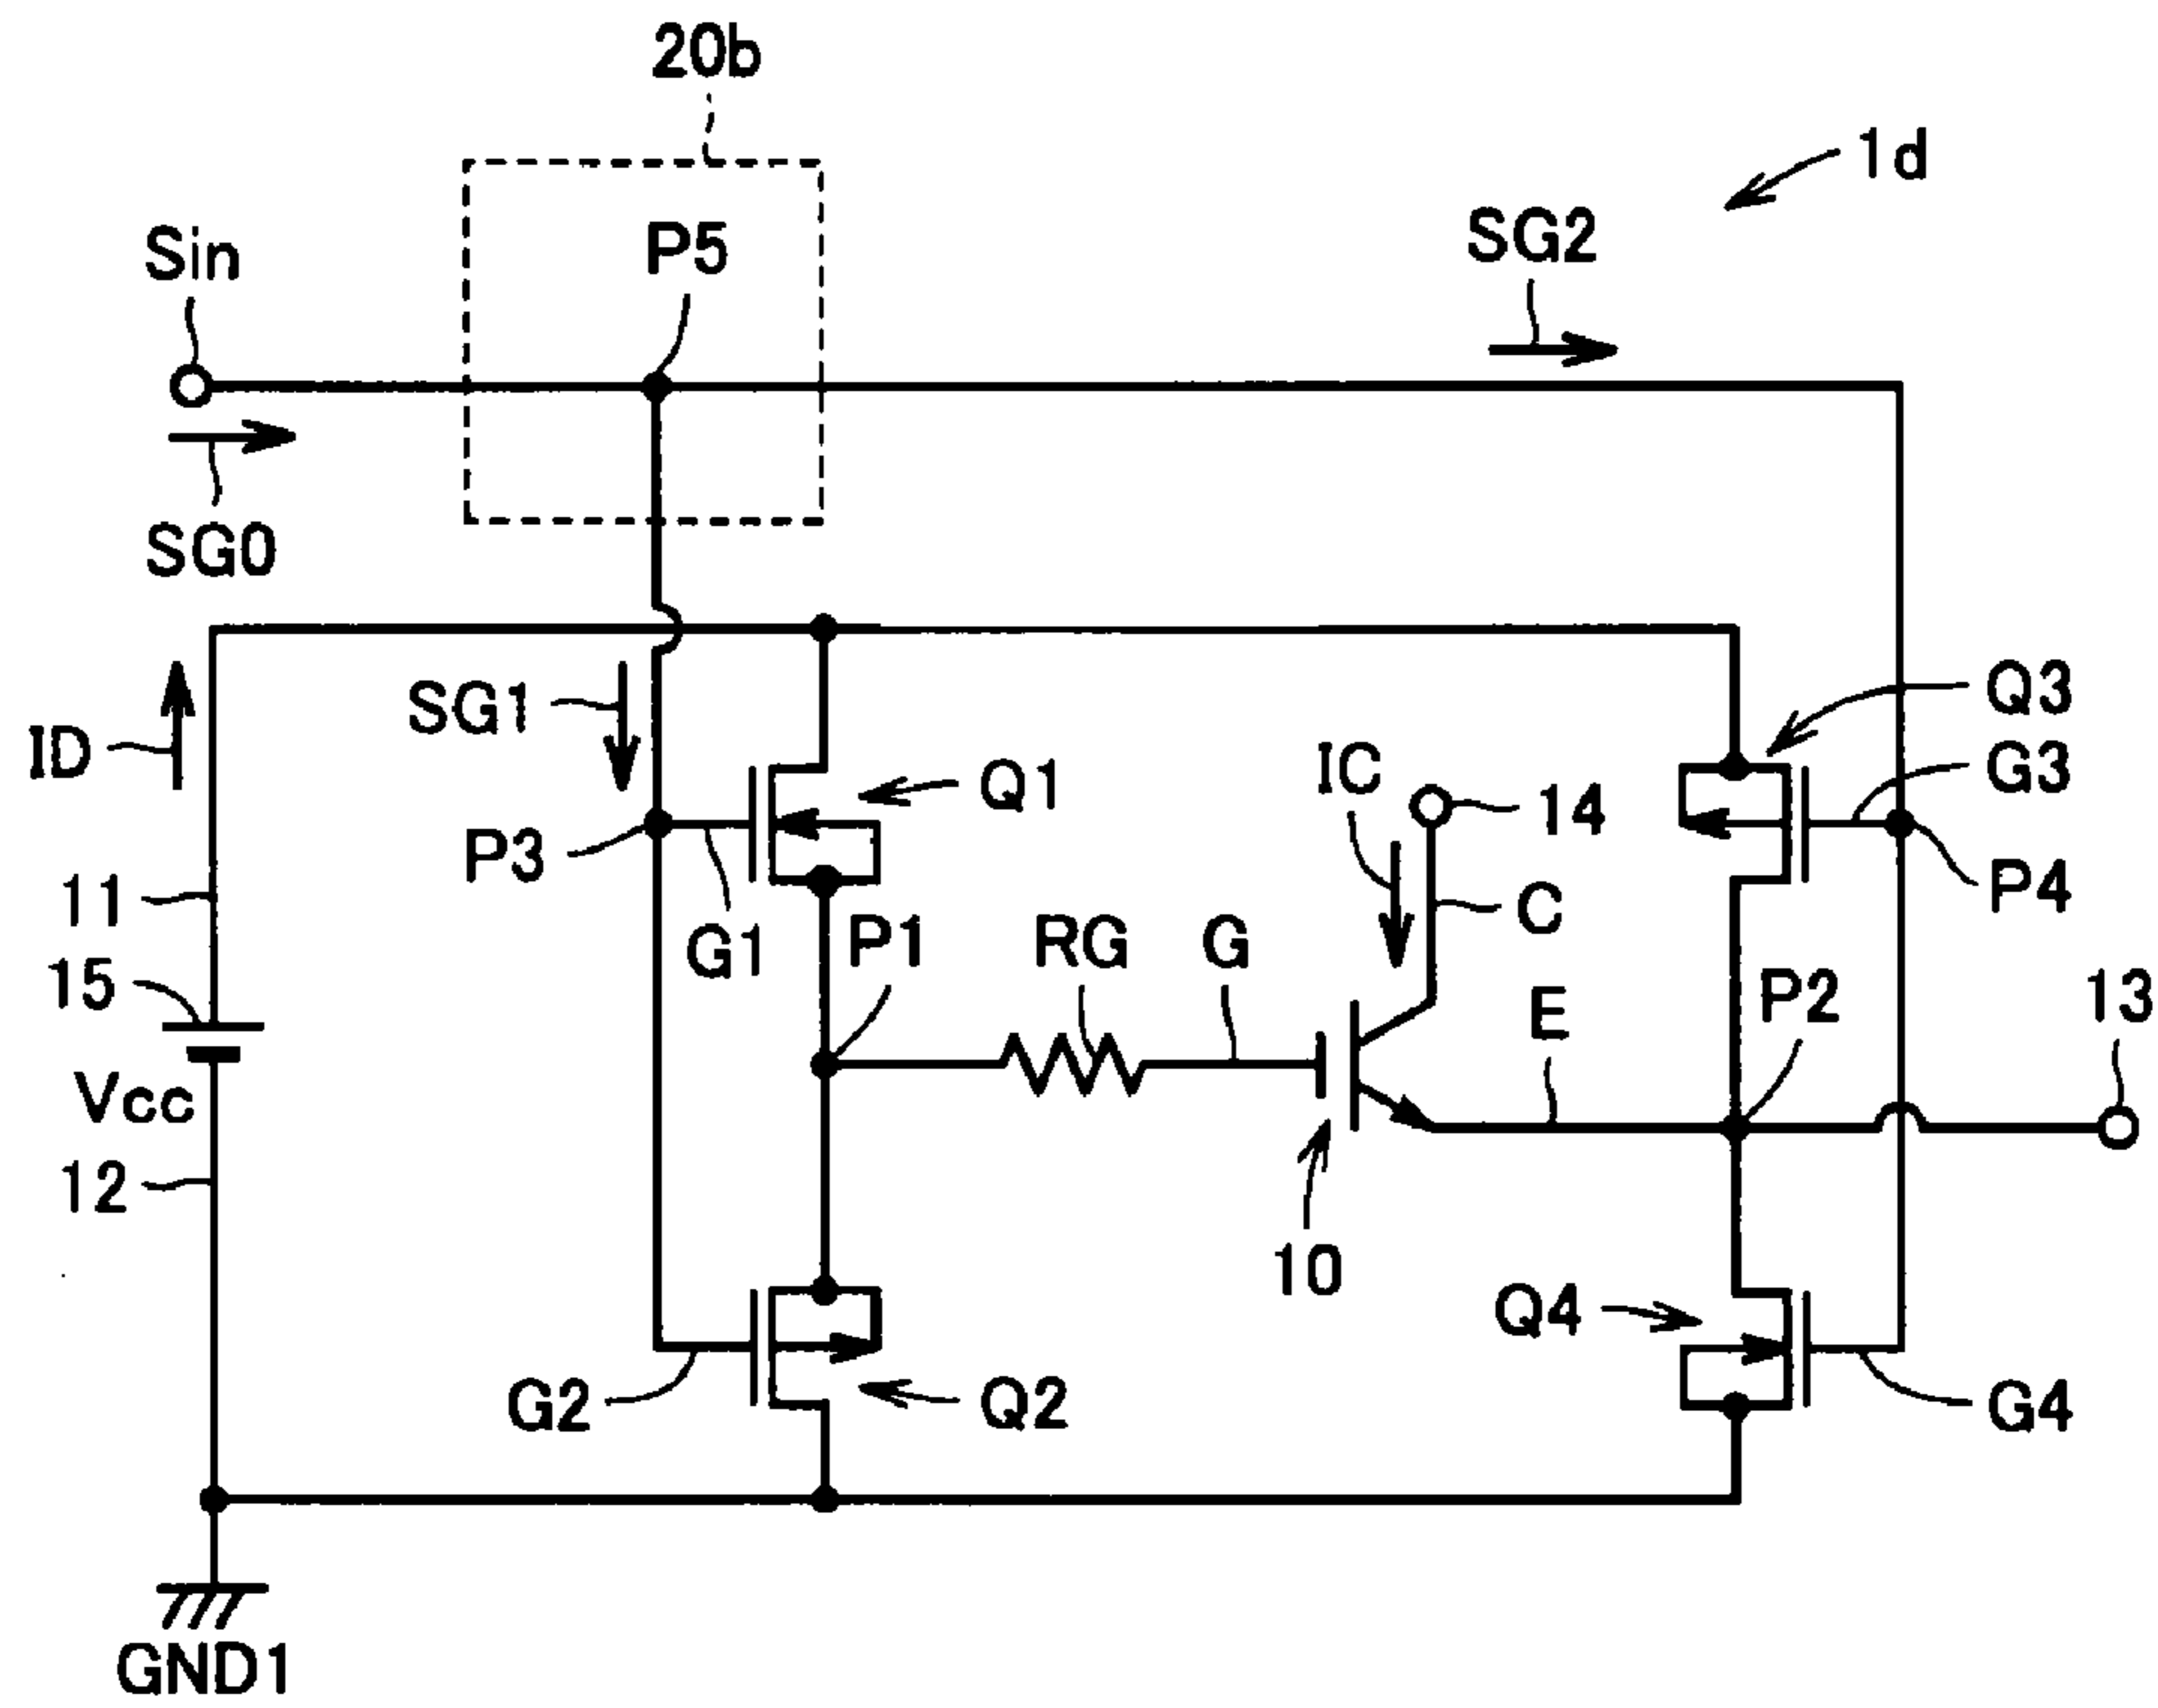 20b
1d
SG2
P5
Sin
SG0
Q3
SG1
G3
ID
IC
Q1
14
P3
P4
11
C
P1
RG
G
G1
15
P2
13
E
Vcc
12
10
Q4
G2
Q2
G4
GND1